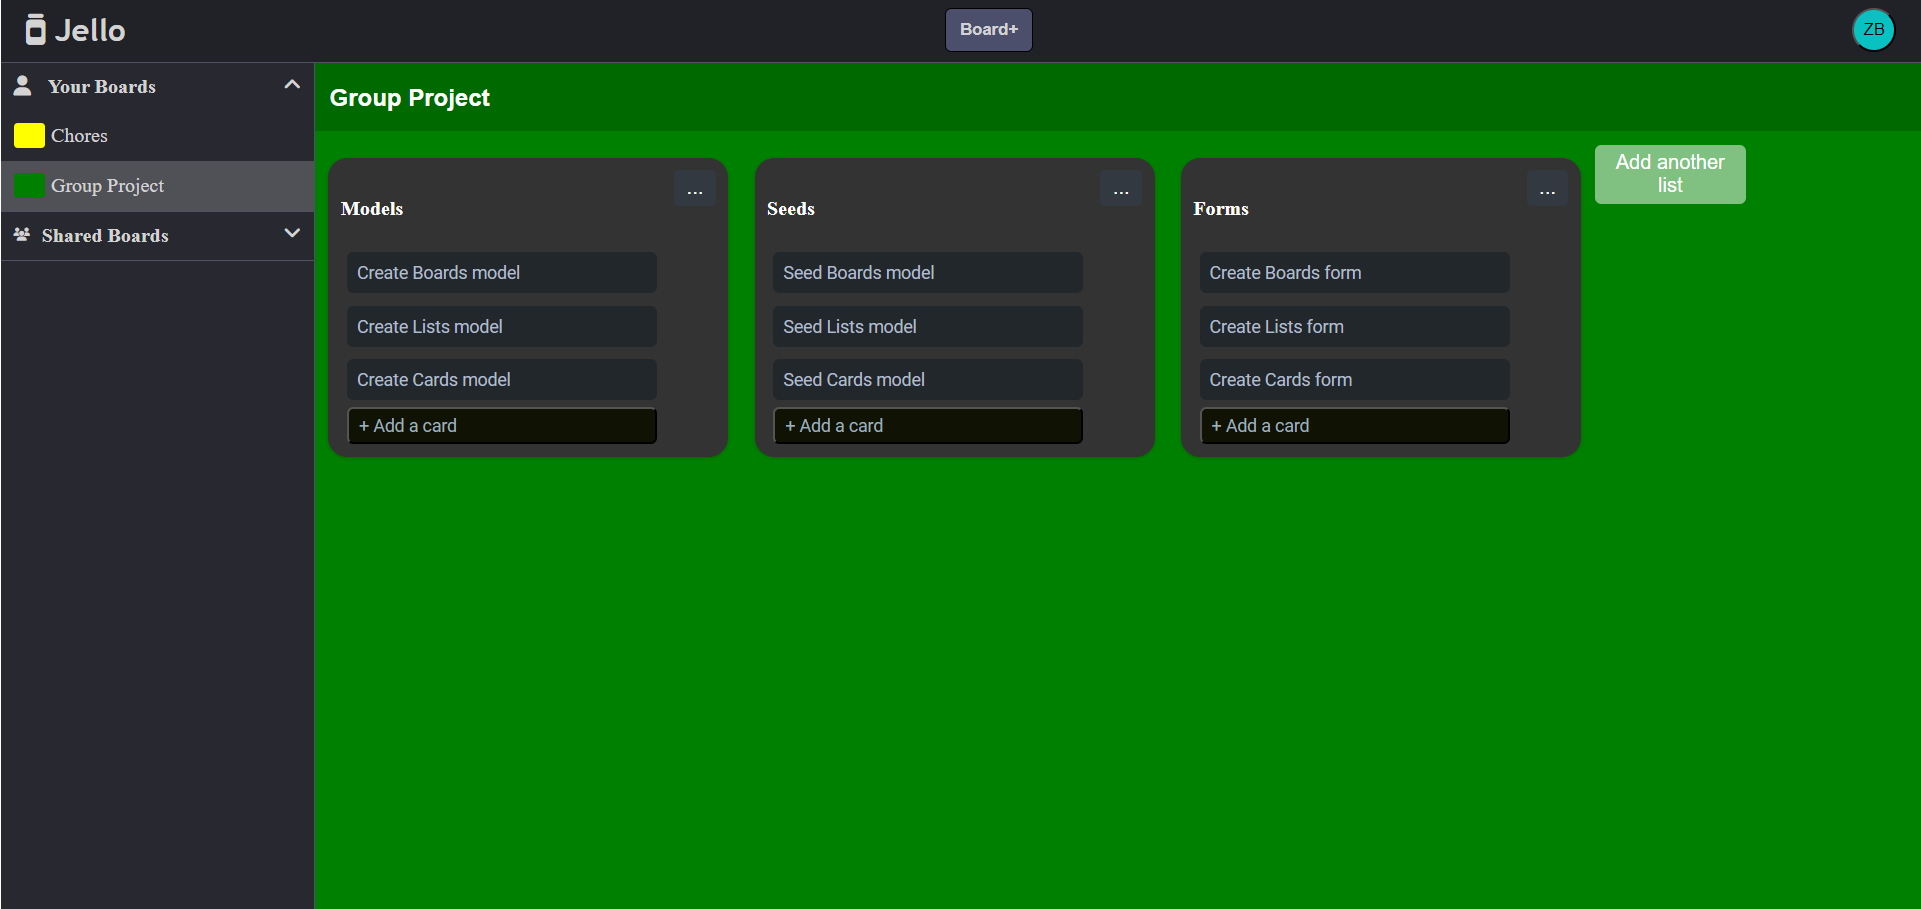 Jello
Board+
ZB
Your Boards
Chores
Group Project
Shared Boards
Group Project
Models
...
Create Boards model
Create Lists model
Create Cards model
+ Add a card
Seeds
...
Seed Boards model
Seed Lists model
Seed Cards model
+ Add a card
Forms
...
Create Boards form
Create Lists form
Create Cards form
+ Add a card
Add another
list